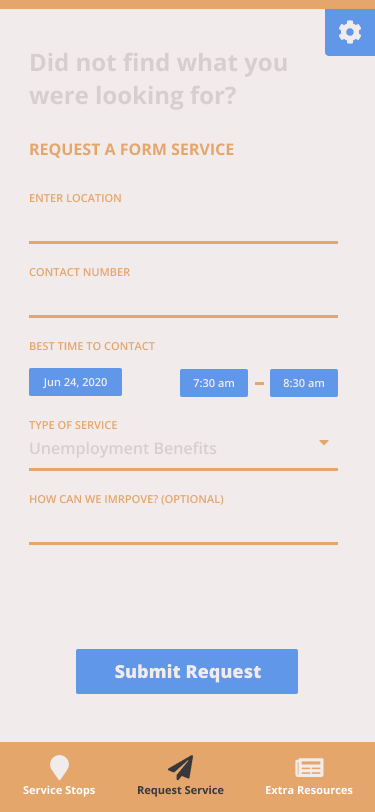 Did not find what you
were looking for?
REQUEST A FORM SERVICE
ENTER LOCATION
CONTACT NUMBER
BEST TIME TO CONTACT
Jun 24, 2020 7:30 am – 8:30 am
TYPE OF SERVICE
Unemployment Benefits
HOW CAN WE IMRPOVE? (OPTIONAL)
Submit Request
Service Stops Request Service Extra Resources